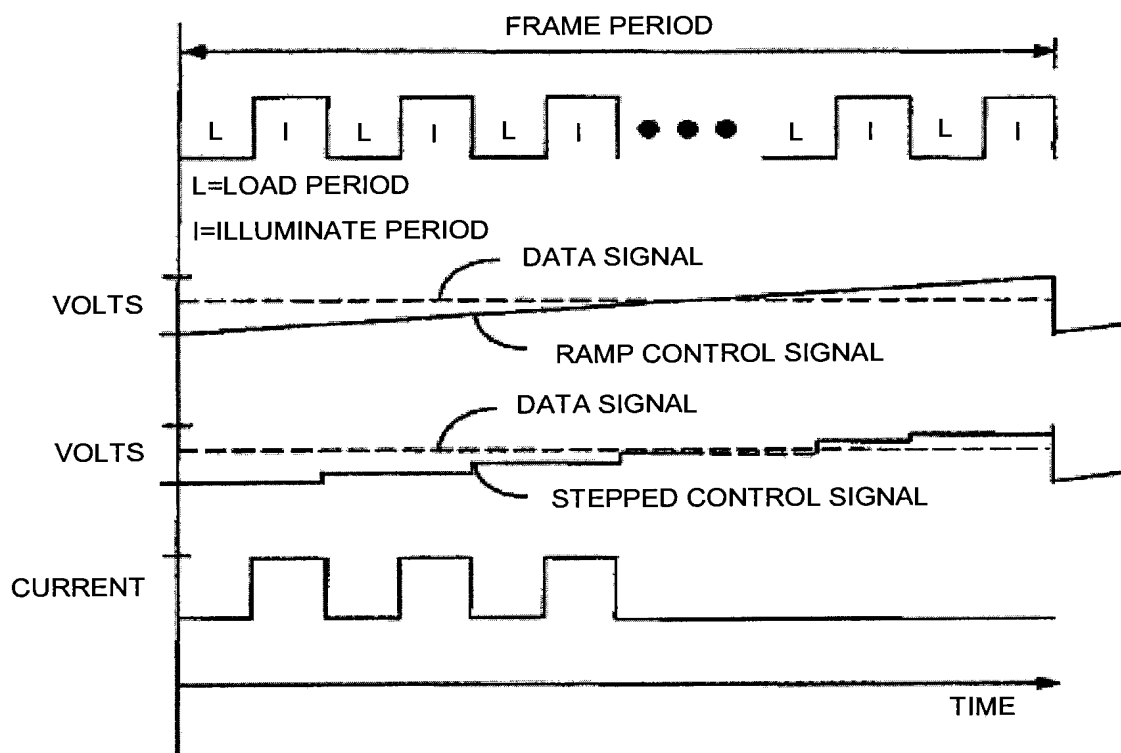 FRAME PERIOD
L I L I L I L I L I
L=LOAD PERIOD
I=ILLUMINATE PERIOD
DATA SIGNAL
VOLTS
RAMP CONTROL SIGNAL
DATA SIGNAL
VOLTS
STEPPED CONTROL SIGNAL
CURRENT
TIME